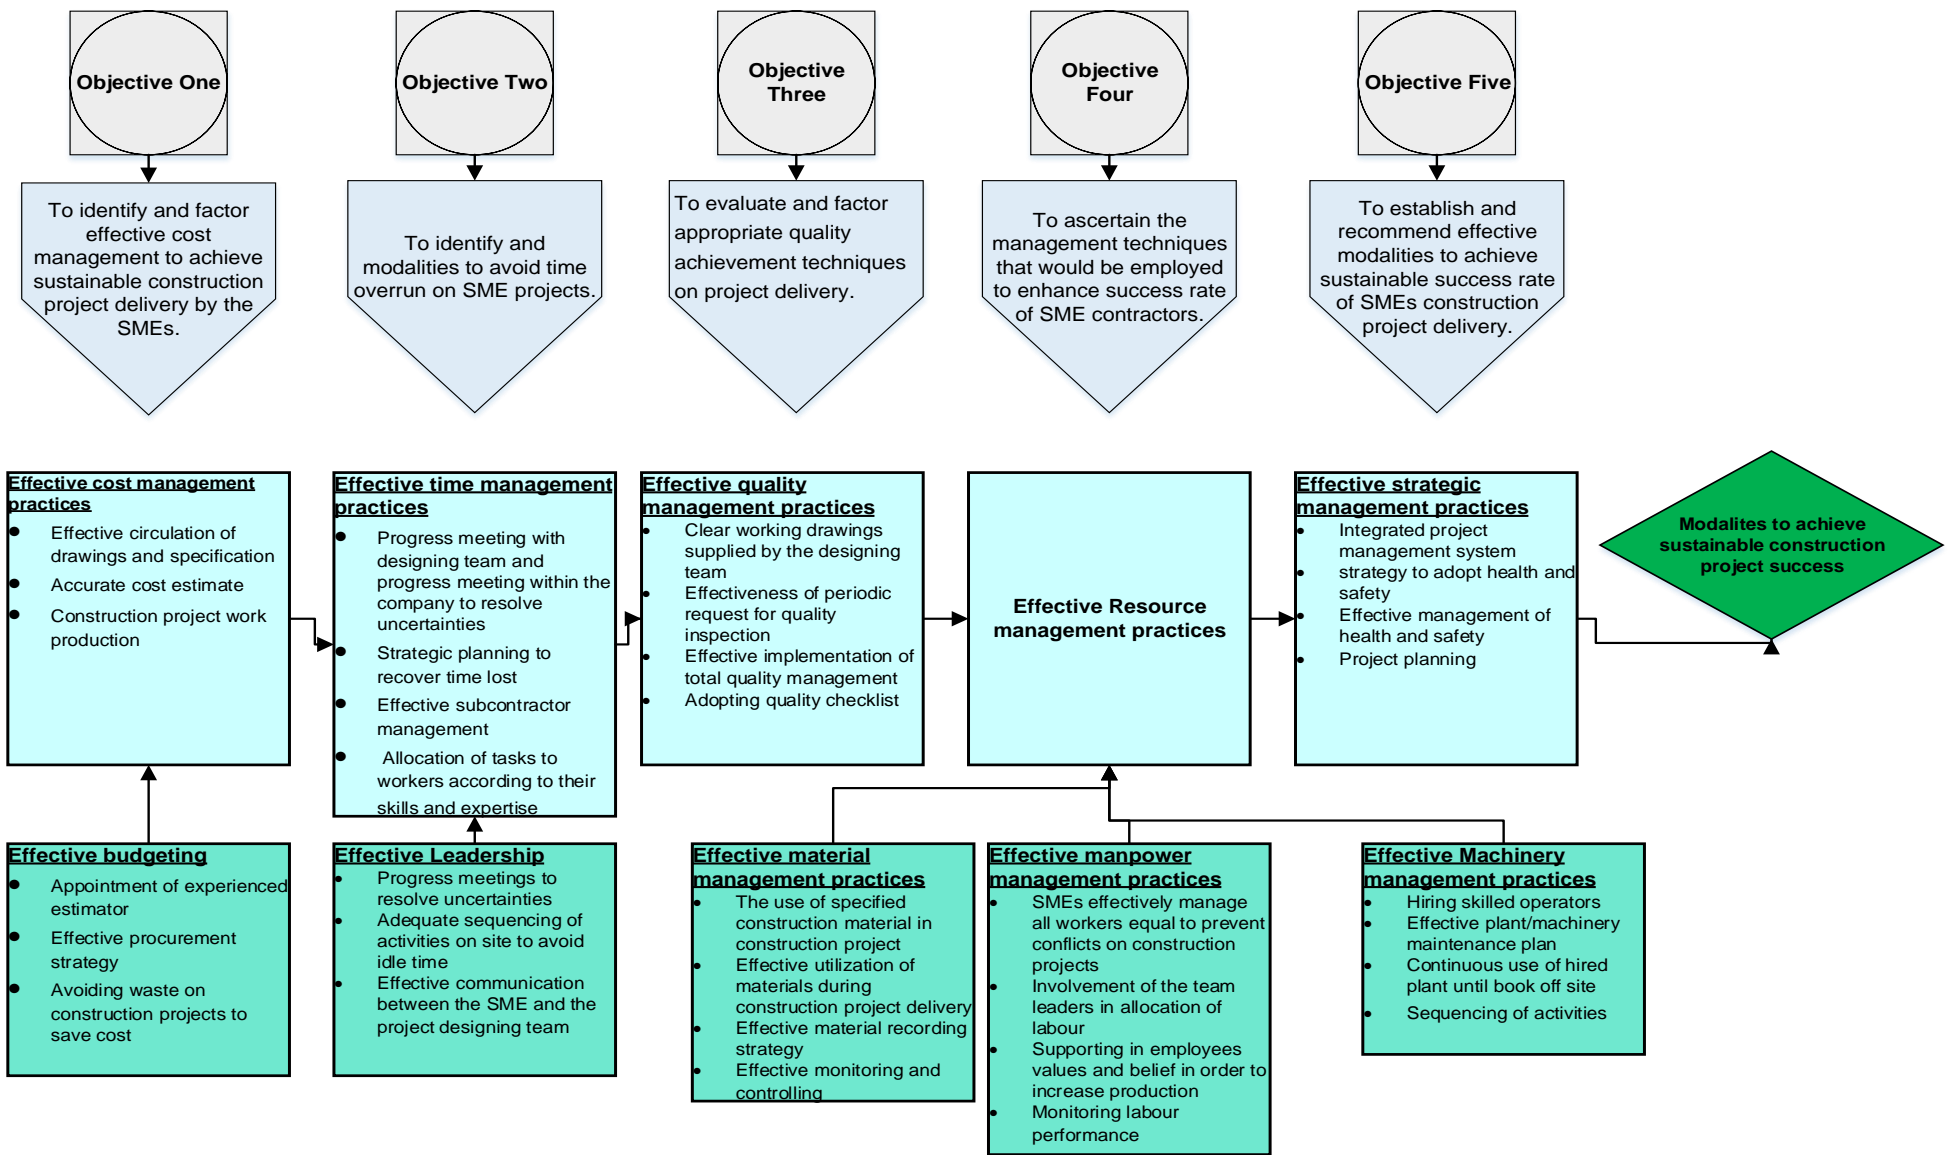 Objective One
Objective Two
Objective
Three
Objective
Four
Objective Five
To identify and factor
effective cost
management to achieve
sustainable construction
project delivery by the
SMEs.
To identify and
modalities to avoid time
overrun on SME projects.
To evaluate and factor
appropriate quality
achievement techniques
on project delivery.
To ascertain the
management techniques
that would be employed
to enhance success rate
of SME contractors.
To establish and
recommend effective
modalities to achieve
sustainable success rate
of SMEs construction
project delivery.
Effective cost management
practices
● Effective circulation of
drawings and specification
● Accurate cost estimate
● Construction project work
production
Effective time management
practices
● Progress meeting with
designing team and
progress meeting within the
company to resolve
uncertainties
● Strategic planning to
recover time lost
● Effective subcontractor
management
● Allocation of tasks to
workers according to their
skills and expertise
Effective quality
management practices
• Clear working drawings
supplied by the designing
team
• Effectiveness of periodic
request for quality
inspection
• Effective implementation of
total quality management
• Adopting quality checklist
Effective Resource
management practices
Effective strategic
management practices
• Integrated project
management system
• strategy to adopt health and
safety
• Effective management of
health and safety
• Project planning
Modalites to achieve
sustainable construction
project success
Effective budgeting
● Appointment of experienced
estimator
● Effective procurement
strategy
● Avoiding waste on
construction projects to
save cost
Effective Leadership
• Progress meetings to
resolve uncertainties
• Adequate sequencing of
activities on site to avoid
idle time
• Effective communication
between the SME and the
project designing team
Effective material
management practices
• The use of specified
construction material in
construction project
• Effective utilization of
materials during
construction project delivery
• Effective material recording
strategy
• Effective monitoring and
controlling
Effective manpower
management practices
• SMEs effectively manage
all workers equal to prevent
conflicts on construction
projects
• Involvement of the team
leaders in allocation of
labour
• Supporting in employees
values and belief in order to
increase production
• Monitoring labour
performance
Effective Machinery
management practices
• Hiring skilled operators
• Effective plant/machinery
maintenance plan
• Continuous use of hired
plant until book off site
• Sequencing of activities